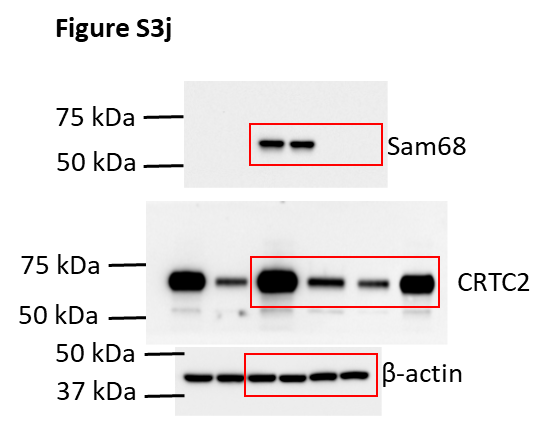 Figure S3j
75 kDa
50 kDa
Sam68
75 kDa
50 kDa
CRTC2
50 kDa
37 kDa
β-actin